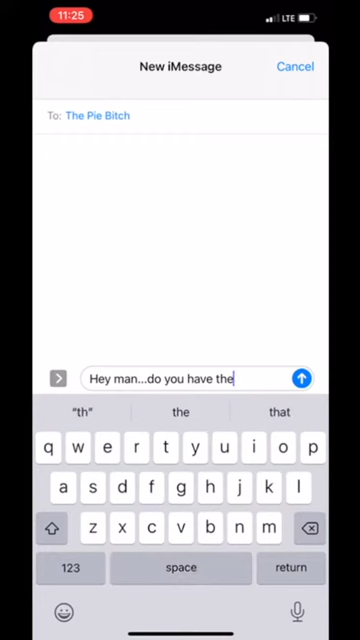 11:25
LTE
New iMessage
Cancel
To: The Pie Bitch
Hey man...do you have the
"th"
the
that
q w e r t y u i o p
a s d f g h j k l
z x c v b n m
123
space
return